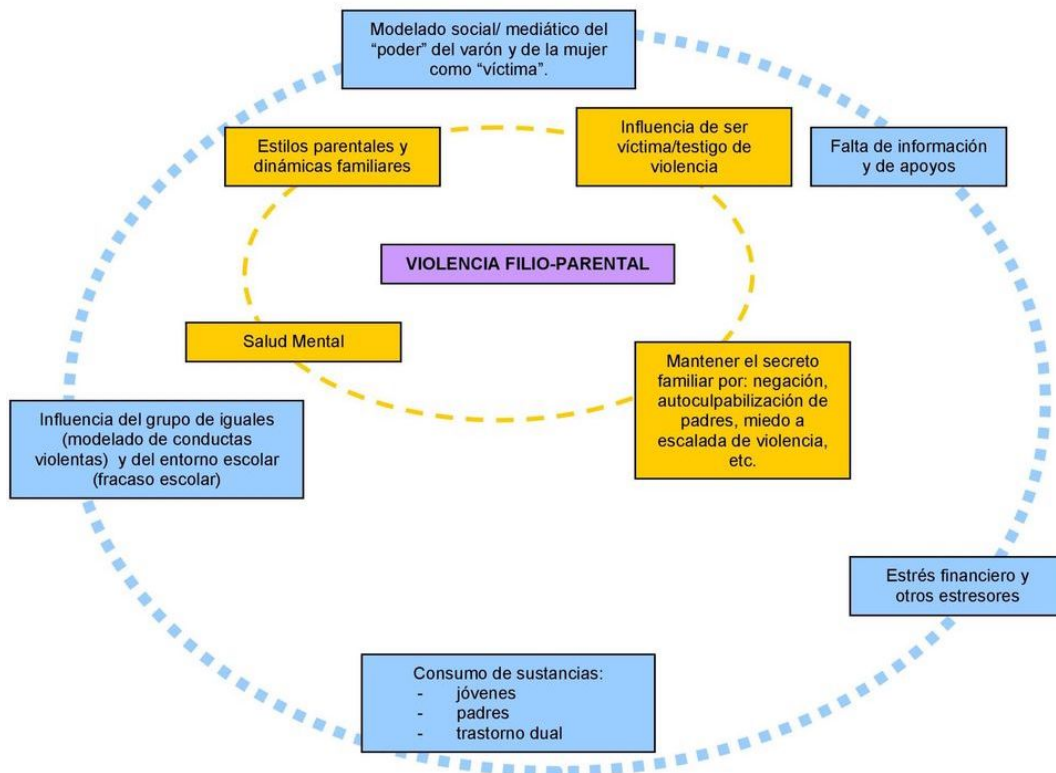 Modelado social/ mediático del
“poder” del varón y de la mujer
como “víctima”.
Estilos parentales y
dinámicas familiares
Influencia de ser
víctima/testigo de
violencia
Falta de información
y de apoyos
VIOLENCIA FILIO-PARENTAL
Salud Mental
Mantener el secreto
familiar por: negación,
autoculpabilización de
padres, miedo a
escalada de violencia,
etc.
Influencia del grupo de iguales
(modelado de conductas
violentas) y del entorno escolar
(fracaso escolar)
Estrés financiero y
otros estresores
Consumo de sustancias:
- jóvenes
- padres
- trastorno dual